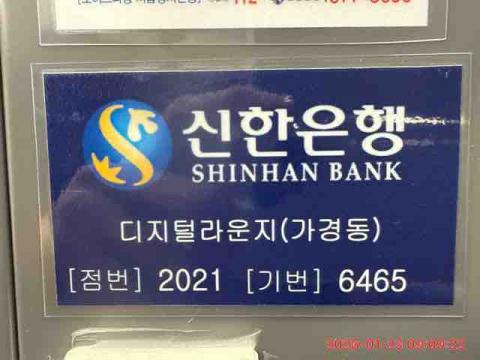 112
신한은행
SHINHAN BANK
디지털라운지(가경동)
[점번] 2021 [기번] 6465